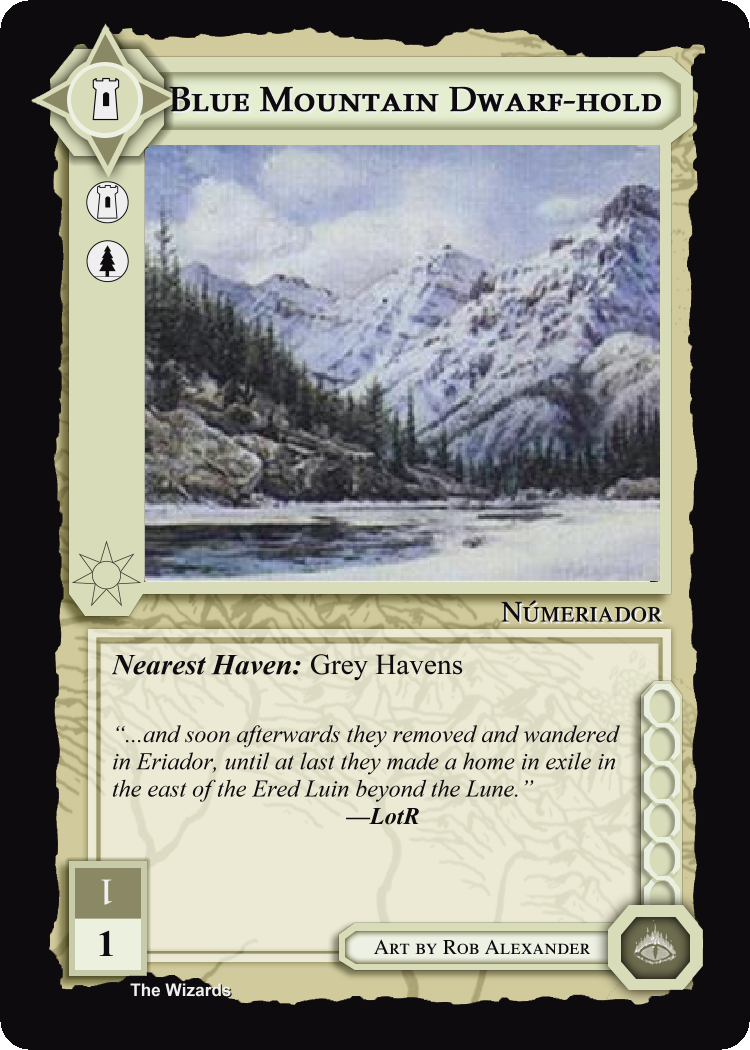 Blue Mountain Dwarf-hold
Númeriador
Nearest Haven: Grey Havens
“...and soon afterwards they removed and wandered
in Eriador, until at last they made a home in exile in
the east of the Ered Luin beyond the Lune.”
—LotR
1
1
Art by Rob Alexander
The Wizards